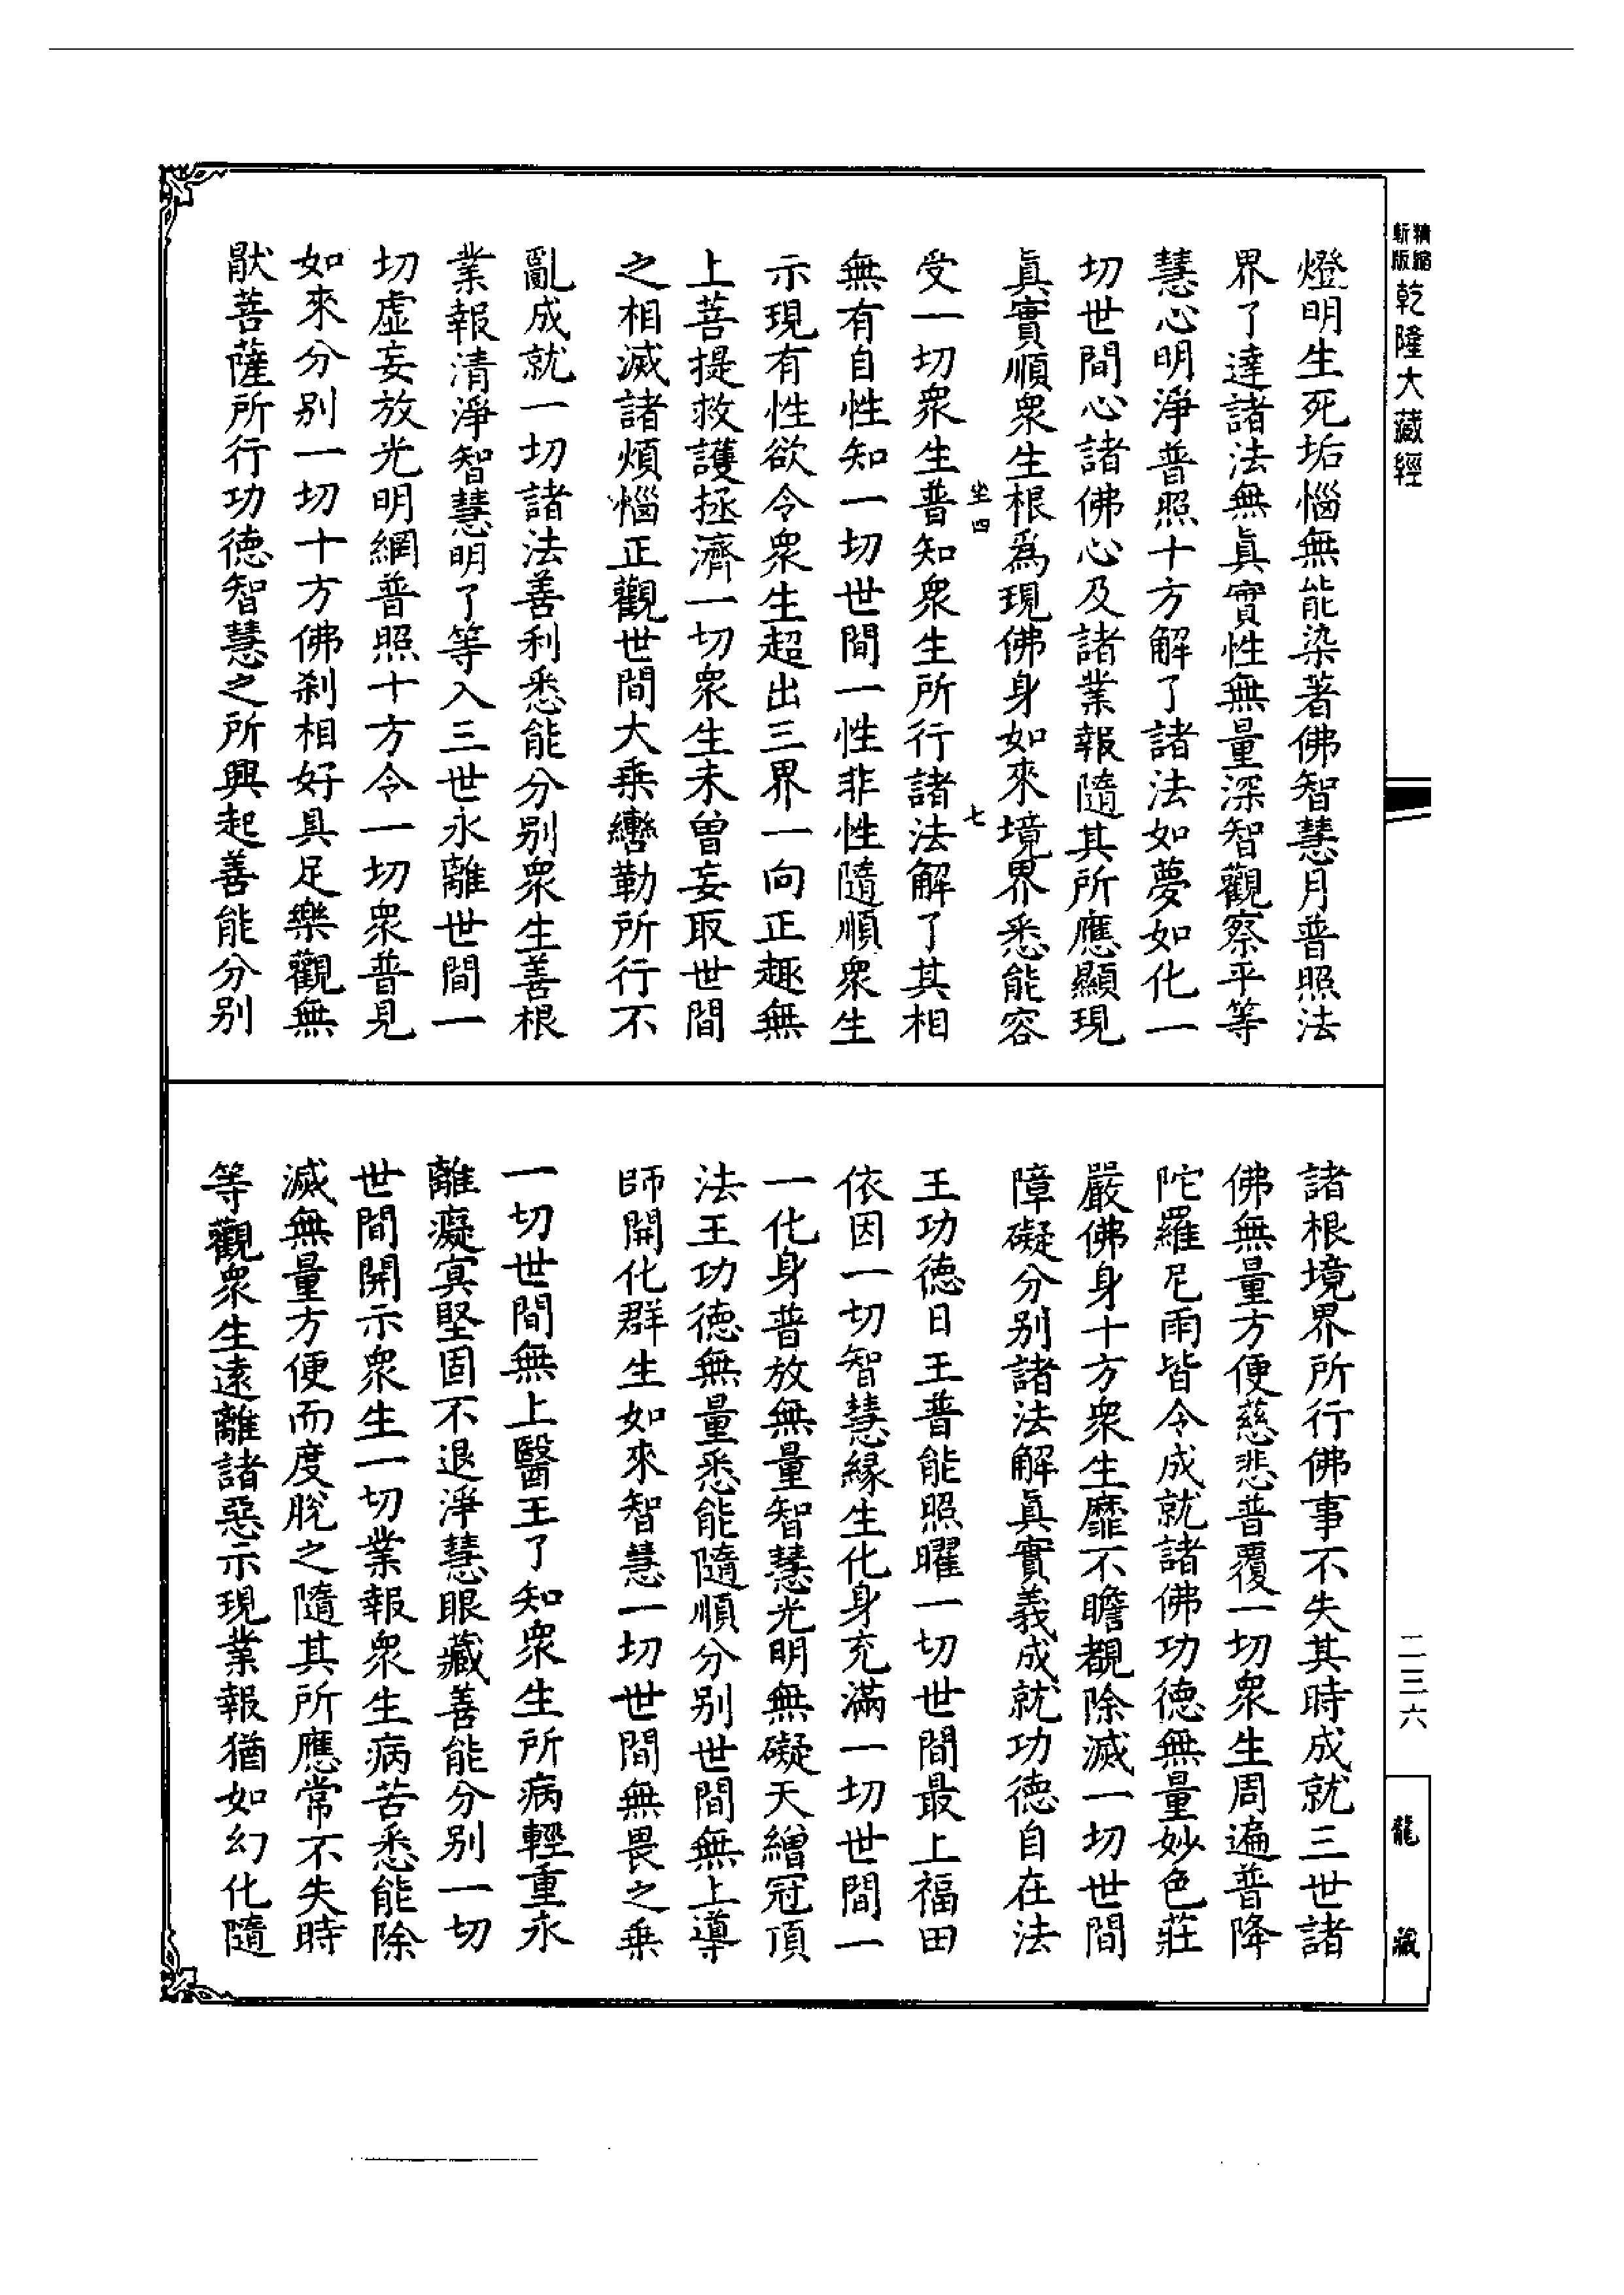 精縮新版乾隆大藏經
燈明生死垢惱無能染著佛智慧月普照法
界了達諸法無眞實性無量深智觀察平等
慧心明淨普照十方解了諸法如夢如化一
切世間心諸佛心及諸業報隨其所應顯現
眞實順衆生根爲現佛身如來境界悉能容
坐四 七
受一切衆生普知衆生所行諸法解了其相
無有自性知一切世間一性非性隨順衆生
示現有性欲令衆生超出三界一向正趣無
上菩提救護拯濟一切衆生未曾妄取世間
之相滅諸煩惱正觀世間大乗轡勒所行不
亂成就一切諸法善利悉能分别衆生善根
業報清淨智慧明了等入三世永離世間一
切虛妄放光明網普照十方令一切衆普見
如來分别一切十方佛刹相好具足樂觀無
猒菩薩所行功德智慧之所興起善能分别
諸根境界所行佛事不失其時成就三世諸
佛無量方便慈悲普覆一切衆生周遍普降
陀羅尼雨皆令成就諸佛功德無量妙色莊
嚴佛身十方衆生靡不瞻覩除滅一切世間
障礙分别諸法解眞實義成就功德自在法
王功德日王普能照曜一切世間最上福田
依因一切智慧緣生化身充滿一切世間一
一化身普放無量智慧光明無礙天繒冠頂
法王功德無量悉能隨順分别世間無上導
師開化群生如來智慧一切世間無畏之乗
一切世間無上醫王了知衆生所病輕重永
離癡冥堅固不退淨慧眼藏善能分别一切
世間開示衆生一切業報衆生病苦悉能除
滅無量方便而度脫之隨其所應常不失時
等觀衆生遠離諸惡示現業報猶如幻化隨
二三六
龍藏